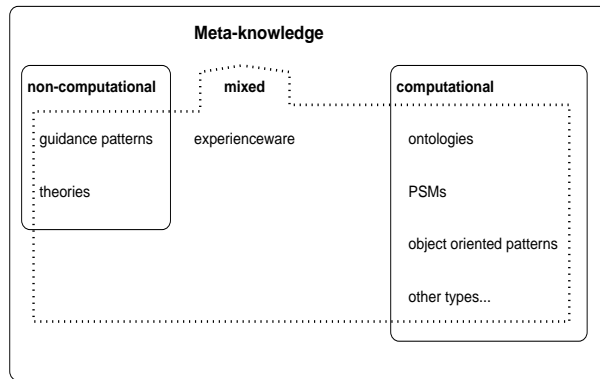 Meta-knowledge
non-computational
mixed
computational
guidance patterns
experienceware
ontologies
theories
PSMs
object oriented patterns
other types...